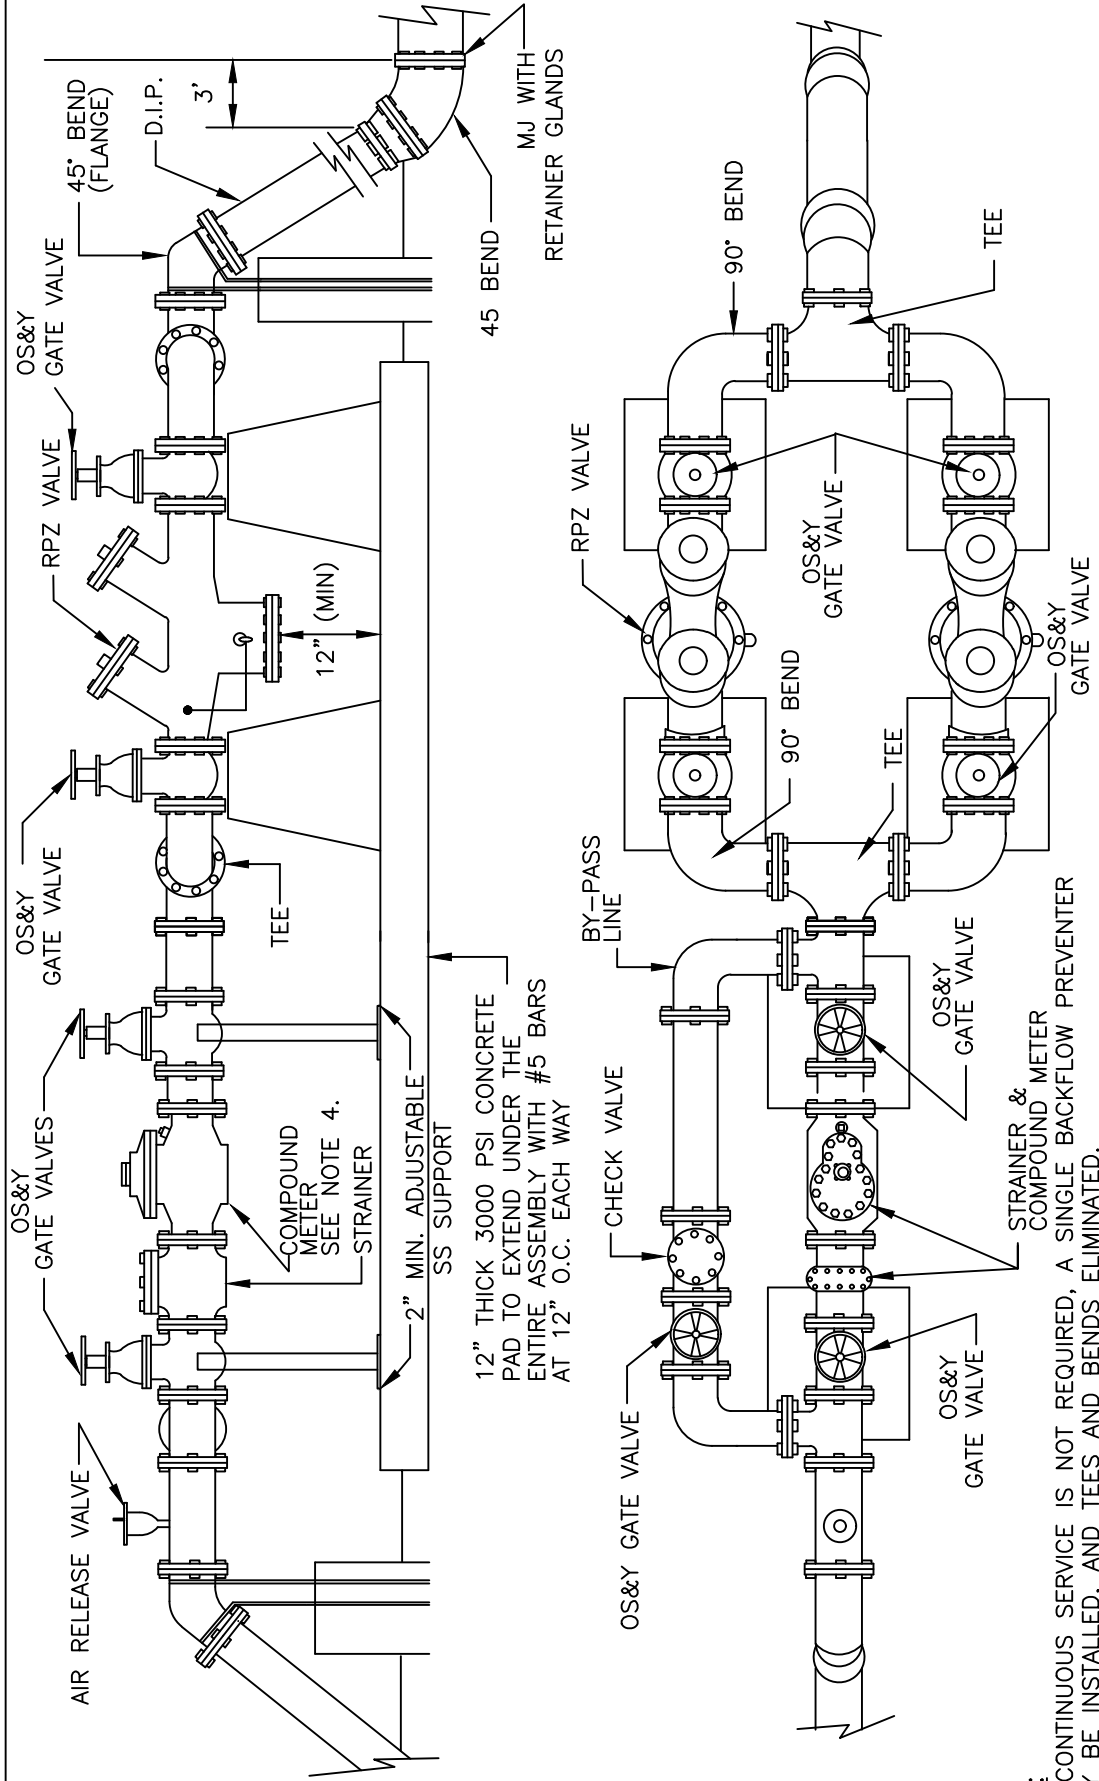 AIR RELEASE VALVE
OS&Y
GATE VALVES
OS&Y
GATE VALVE
RPZ VALVE
OS&Y
GATE VALVE
45° BEND
(FLANGE)
D.I.P.
3'
MJ WITH
RETAINER GLANDS
45 BEND
12" (MIN)
TEE
COMPOUND
METER
SEE NOTE 4.
STRAINER
2" MIN. ADJUSTABLE
SS SUPPORT
12" THICK 3000 PSI CONCRETE
PAD TO EXTEND UNDER THE
ENTIRE ASSEMBLY WITH #5 BARS
AT 12" O.C. EACH WAY
OS&Y GATE VALVE
CHECK VALVE
BY-PASS
LINE
90° BEND
TEE
RPZ VALVE
OS&Y
GATE VALVE
90° BEND
TEE
OS&Y
GATE VALVE
OS&Y
GATE VALVE
STRAINER &
COMPOUND METER
OS&Y
GATE VALVE
CONTINUOUS SERVICE IS NOT REQUIRED, A SINGLE BACKFLOW PREVENTER
BE INSTALLED, AND TEES AND BENDS ELIMINATED.